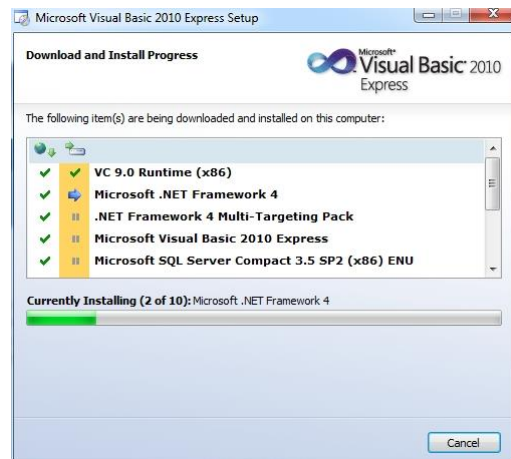 Microsoft Visual Basic 2010 Express Setup
Download and Install Progress
Microsoft®
Visual Basic® 2010
Express
The following item(s) are being downloaded and installed on this computer:
VC 9.0 Runtime (x86)
Microsoft .NET Framework 4
.NET Framework 4 Multi-Targeting Pack
Microsoft Visual Basic 2010 Express
Microsoft SQL Server Compact 3.5 SP2 (x86) ENU
Currently Installing (2 of 10): Microsoft .NET Framework 4
Cancel